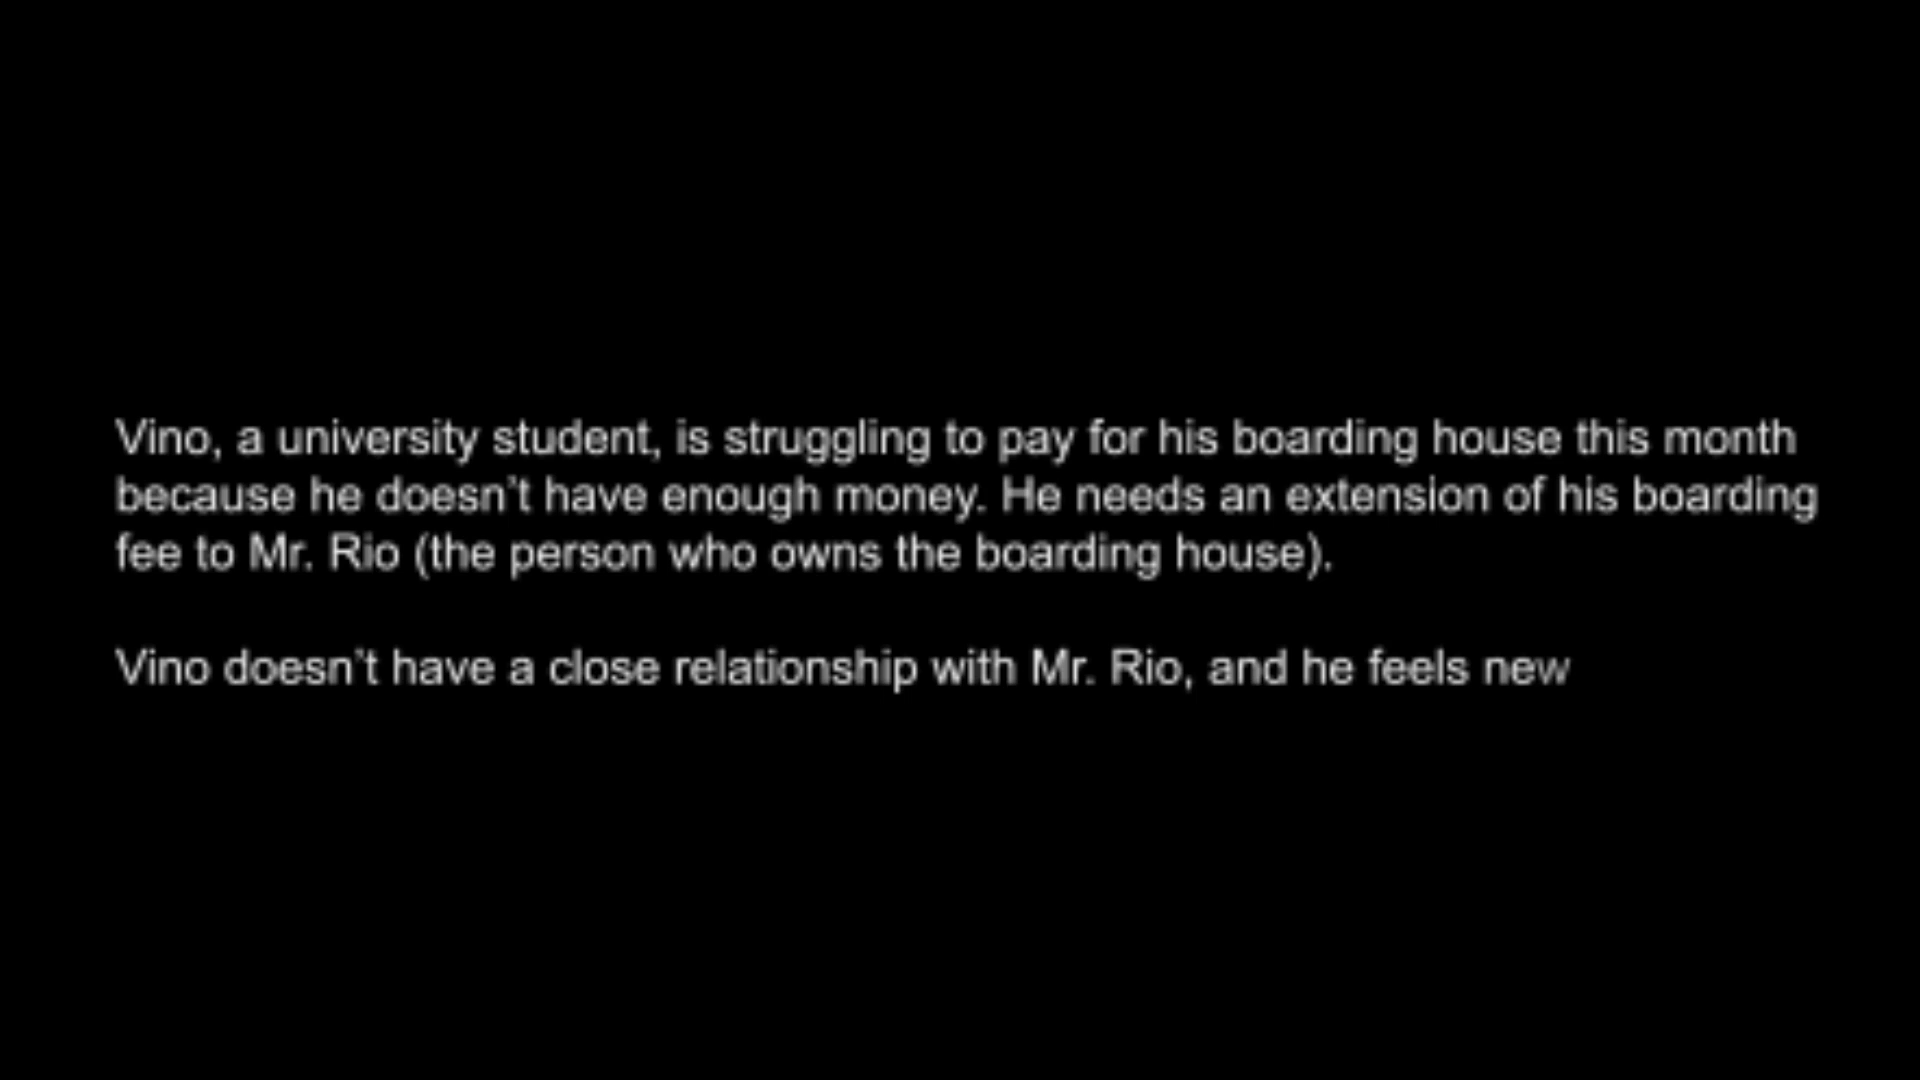 Vino, a university student, is struggling to pay for his boarding house this month
because he doesn't have enough money. He needs an extension of his boarding
fee to Mr. Rio (the person who owns the boarding house).
Vino doesn't have a close relationship with Mr. Rio, and he feels new